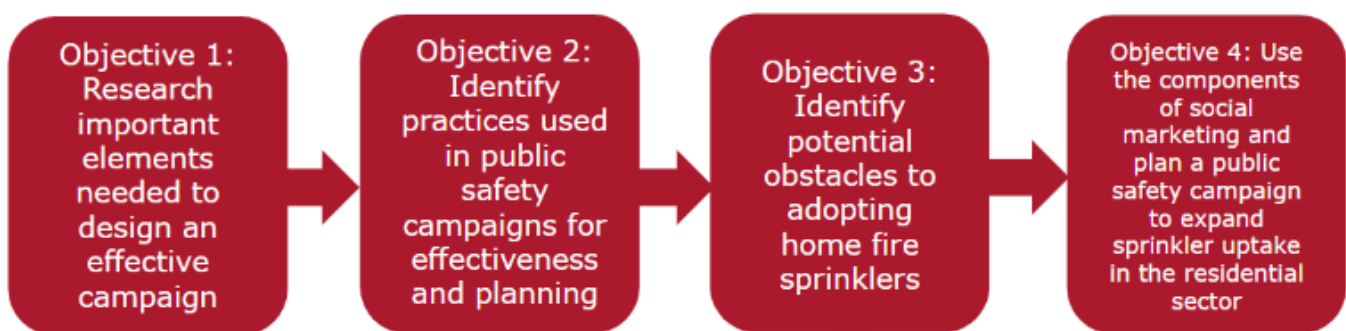 Objective 1:
Research
important
elements
needed to
design an
effective
campaign
Objective 2:
Identify
practices used
in public
safety
campaigns for
effectiveness
and planning
Objective 3:
Identify
potential
obstacles to
adopting
home fire
sprinklers
Objective 4: Use
the components
of social
marketing and
plan a public
safety campaign
to expand
sprinkler uptake
in the residential
sector